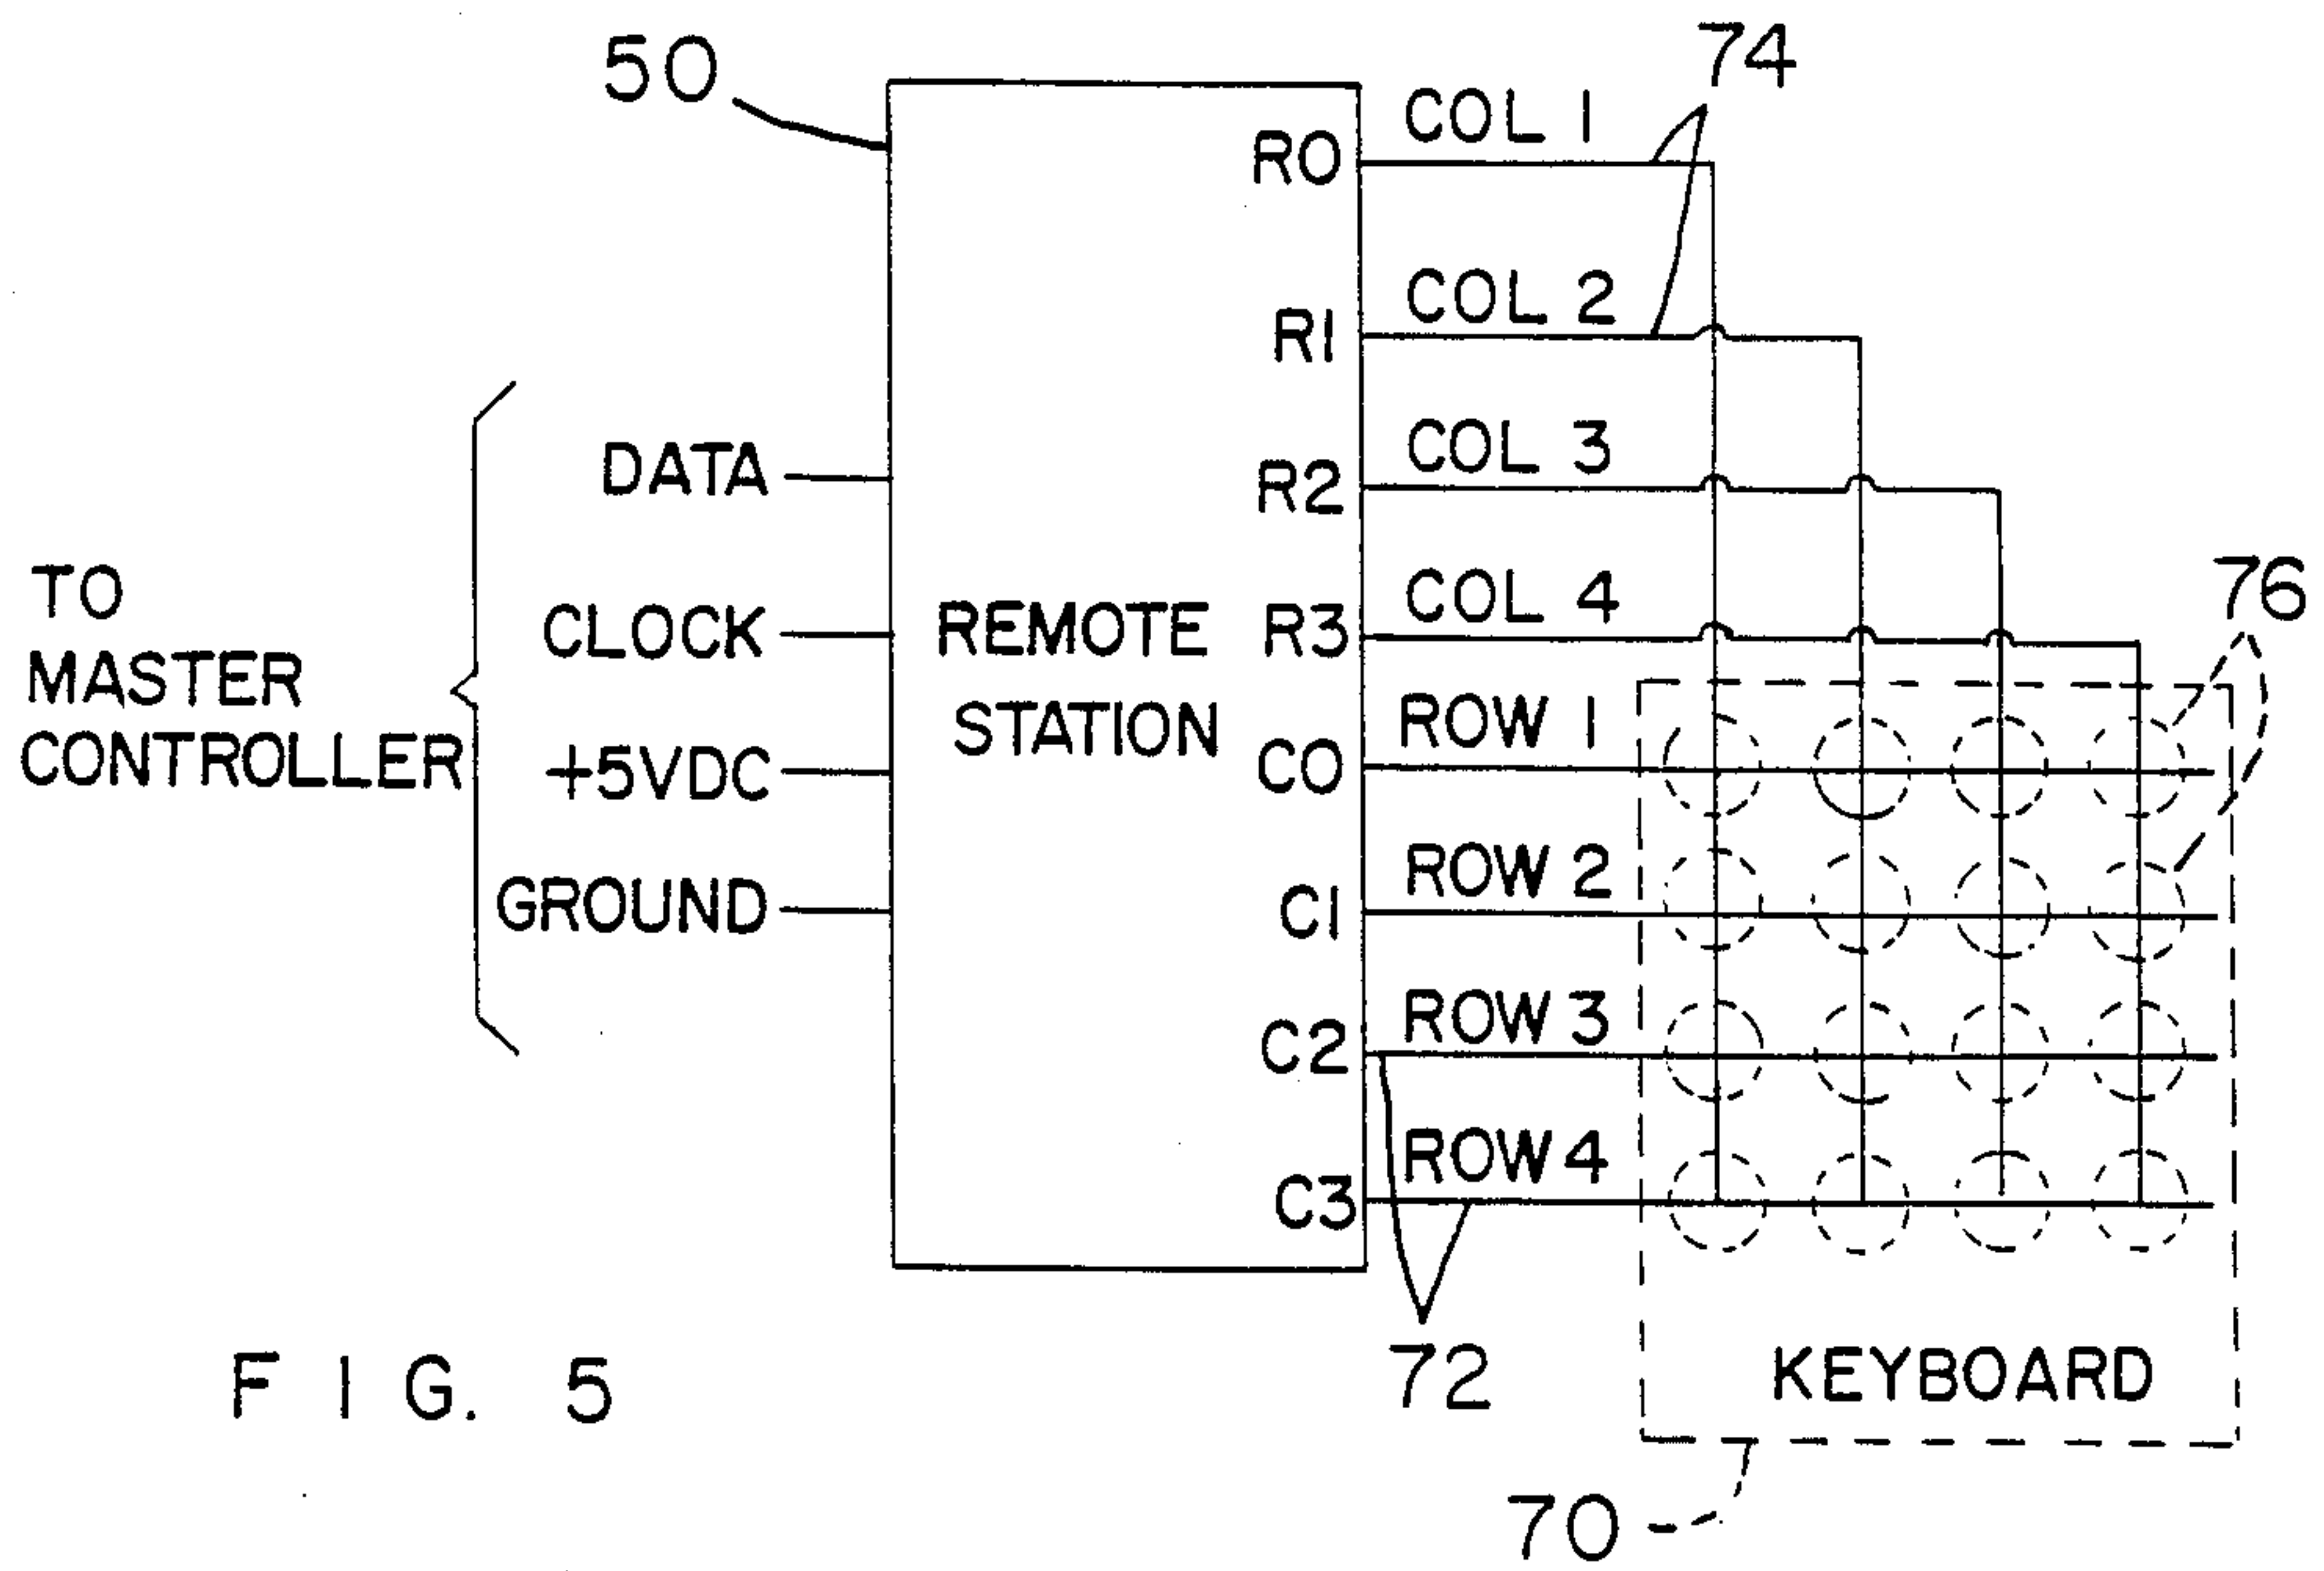 50
74
COL 1
R0
COL 2
R1
COL 3
DATA
R2
TO
MASTER
CONTROLLER
COL 4
76
CLOCK
REMOTE
STATION
R3
ROW 1
+5VDC
C0
ROW 2
GROUND
C1
ROW 3
C2
ROW 4
C3
72
KEYBOARD
FIG. 5
70